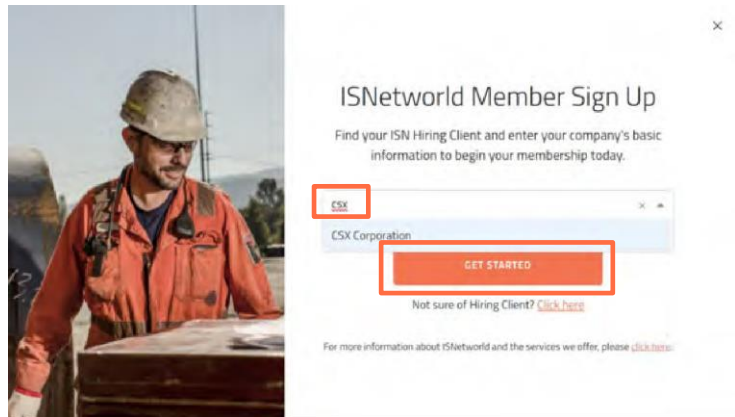 ISNetworld Member Sign Up
Find your ISN Hiring Client and enter your company's basic
information to begin your membership today.
CSX
CSX Corporation
GET STARTED
Not sure of Hiring Client? Click here
For more information about ISNetworld and the services we offer, please click here.